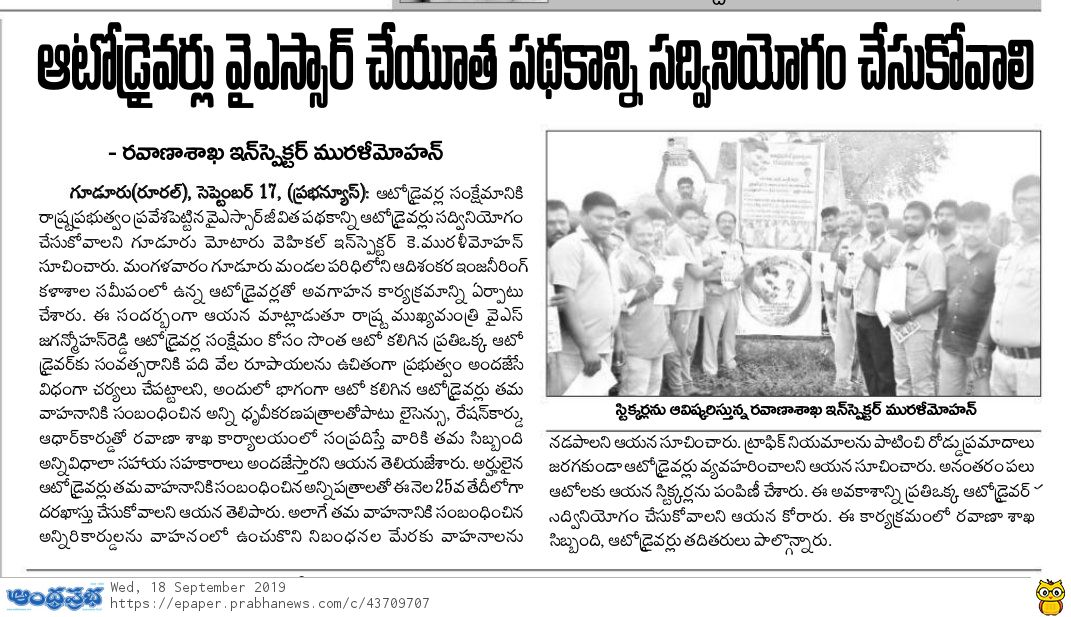 ఆటోడ్రైవర్లు వైఎస్సార్ చేయూత పథకాన్ని సద్వినియోగం చేసుకోవాలి
- రవాణాశాఖ ఇన్‌స్పెక్టర్ మురళీమోహన్
గూడూరు(రూరల్), సెప్టెంబర్ 17, (ప్రభన్యూస్): ఆటోడ్రైవర్ల సంక్షేమానికి
రాష్ట్రప్రభుత్వం ప్రవేశపెట్టిన వైఎస్సార్‌జీవిత పథకాన్ని ఆటోడ్రైవర్లు సద్వినియోగం
చేసుకోవాలని గూడూరు మోటారు వెహికల్ ఇన్‌స్పెక్టర్ కె.మురళీమోహన్
సూచించారు. మంగళవారం గూడూరు మండల పరిధిలోని ఆదిశంకర ఇంజనీరింగ్
కళాశాల సమీపంలో ఉన్న ఆటోడ్రైవర్లతో అవగాహన కార్యక్రమాన్ని ఏర్పాటు
చేశారు. ఈ సందర్భంగా ఆయన మాట్లాడుతూ రాష్ట్ర ముఖ్యమంత్రి వైఎస్
జగన్మోహన్‌రెడ్డి ఆటోడ్రైవర్ల సంక్షేమం కోసం సొంత ఆటో కలిగిన ప్రతిఒక్క ఆటో
డ్రైవర్‌కు సంవత్సరానికి పది వేల రూపాయలను ఉచితంగా ప్రభుత్వం అందజేసే
విధంగా చర్యలు చేపట్టాలని, అందులో భాగంగా ఆటో కలిగిన ఆటోడ్రైవర్లు తమ
వాహనానికి సంబంధించిన అన్ని ధృవీకరణపత్రాలతోపాటు లైసెన్సు, రేషన్‌కార్డు,
ఆధార్‌కార్డుతో రవాణా శాఖ కార్యాలయంలో సంప్రదిస్తే వారికి తమ సిబ్బంది
అన్నివిధాలా సహాయ సహకారాలు అందజేస్తారని ఆయన తెలియజేశారు. అర్హులైన
ఆటోడ్రైవర్లు తమ వాహనానికి సంబంధించిన అన్నిపత్రాలతో ఈ నెల 25వ తేదీలోగా
దరఖాస్తు చేసుకోవాలని ఆయన తెలిపారు. అలాగే తమ వాహనానికి సంబంధించిన
అన్నిరికార్డులను వాహనంలో ఉంచుకొని నిబంధనల మేరకు వాహనాలను
స్టిక్కర్లను ఆవిష్కరిస్తున్న రవాణాశాఖ ఇన్‌స్పెక్టర్ మురళీమోహన్
నడపాలని ఆయన సూచించారు. ట్రాఫిక్ నియమాలను పాటించి రోడ్డు ప్రమాదాలు
జరగకుండా ఆటోడ్రైవర్లు వ్యవహరించాలని ఆయన సూచించారు. అనంతరం పలు
ఆటోలకు ఆయన స్టిక్కర్లను పంపిణీ చేశారు. ఈ అవకాశాన్ని ప్రతిఒక్క ఆటోడ్రైవర్
సద్వినియోగం చేసుకోవాలని ఆయన కోరారు. ఈ కార్యక్రమంలో రవాణా శాఖ
సిబ్బంది, ఆటోడ్రైవర్లు తదితరులు పాల్గొన్నారు.
ఆంధ్రప్రభ
Wed, 18 September 2019
https://epaper.prabhanews.com/c/43709707